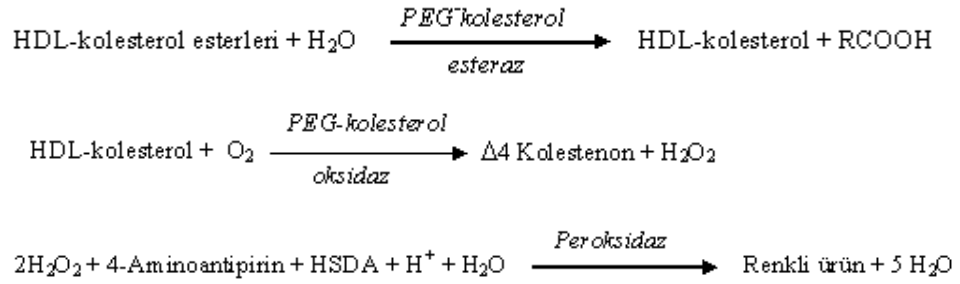 PEG-kolesterol
HDL-kolesterol esterleri + H₂O → HDL-kolesterol + RCOOH
esteraz
PEG-kolesterol
HDL-kolesterol + O₂ → Δ4 Kolestenon + H₂O₂
oksidaz
Peroksidaz
2H₂O₂ + 4-Aminoantipirin + HSDA + H⁺ + H₂O → Renkli ürün + 5 H₂O